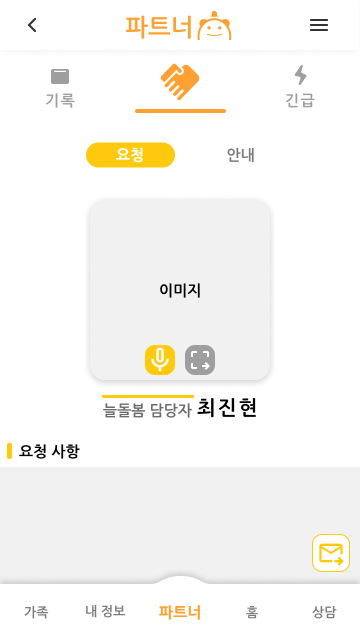 파트너
기록
긴급
요청 안내
이미지
늘돌봄 담당자 최진현
요청 사항
가족 내 정보 파트너 홈 상담